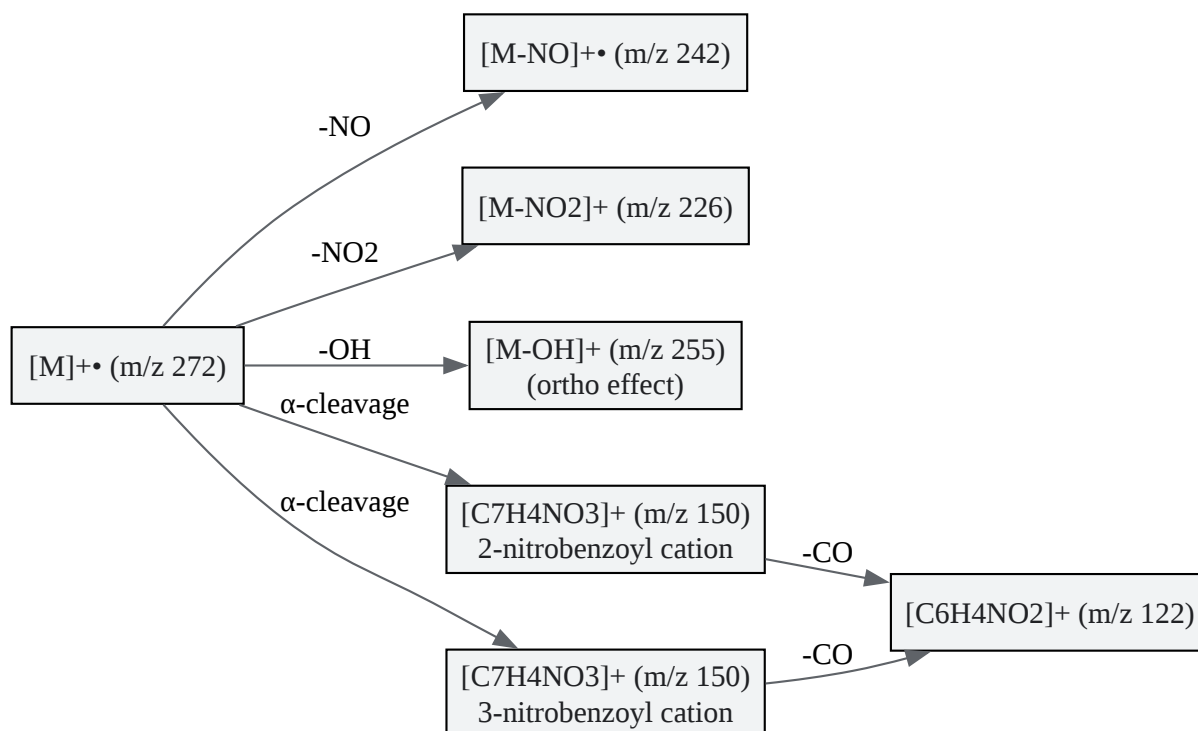 [M-NO]+• (m/z 242)
-NO
[M-NO2]+ (m/z 226)
-NO2
[M]+• (m/z 272)
-OH
[M-OH]+ (m/z 255)
(ortho effect)
α-cleavage
α-cleavage
[C7H4NO3]+ (m/z 150)
2-nitrobenzoyl cation
-CO
[C6H4NO2]+ (m/z 122)
-CO
[C7H4NO3]+ (m/z 150)
3-nitrobenzoyl cation